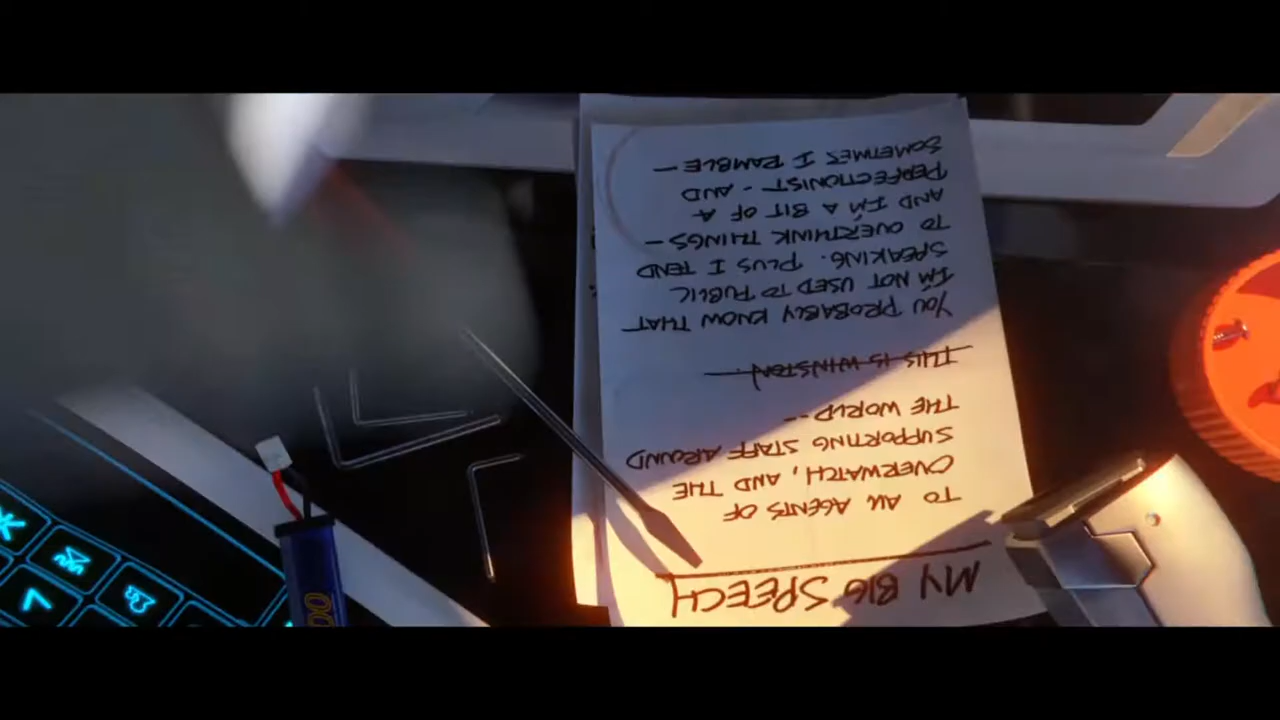 MY BIG SPEECH
TO ALL AGENTS OF
OVERWATCH, AND THE
SUPPORTING STAFF AROUND
THE WORLD--
THIS IS WINSTON.
YOU PROBABLY KNOW THAT
I'M NOT USED TO PUBLIC
SPEAKING. PLUS I TEND
TO OVERTHINK THINGS-
AND I'M A BIT OF A
PERFECTIONIST - AND
SOMETIMES I RAMBLE-